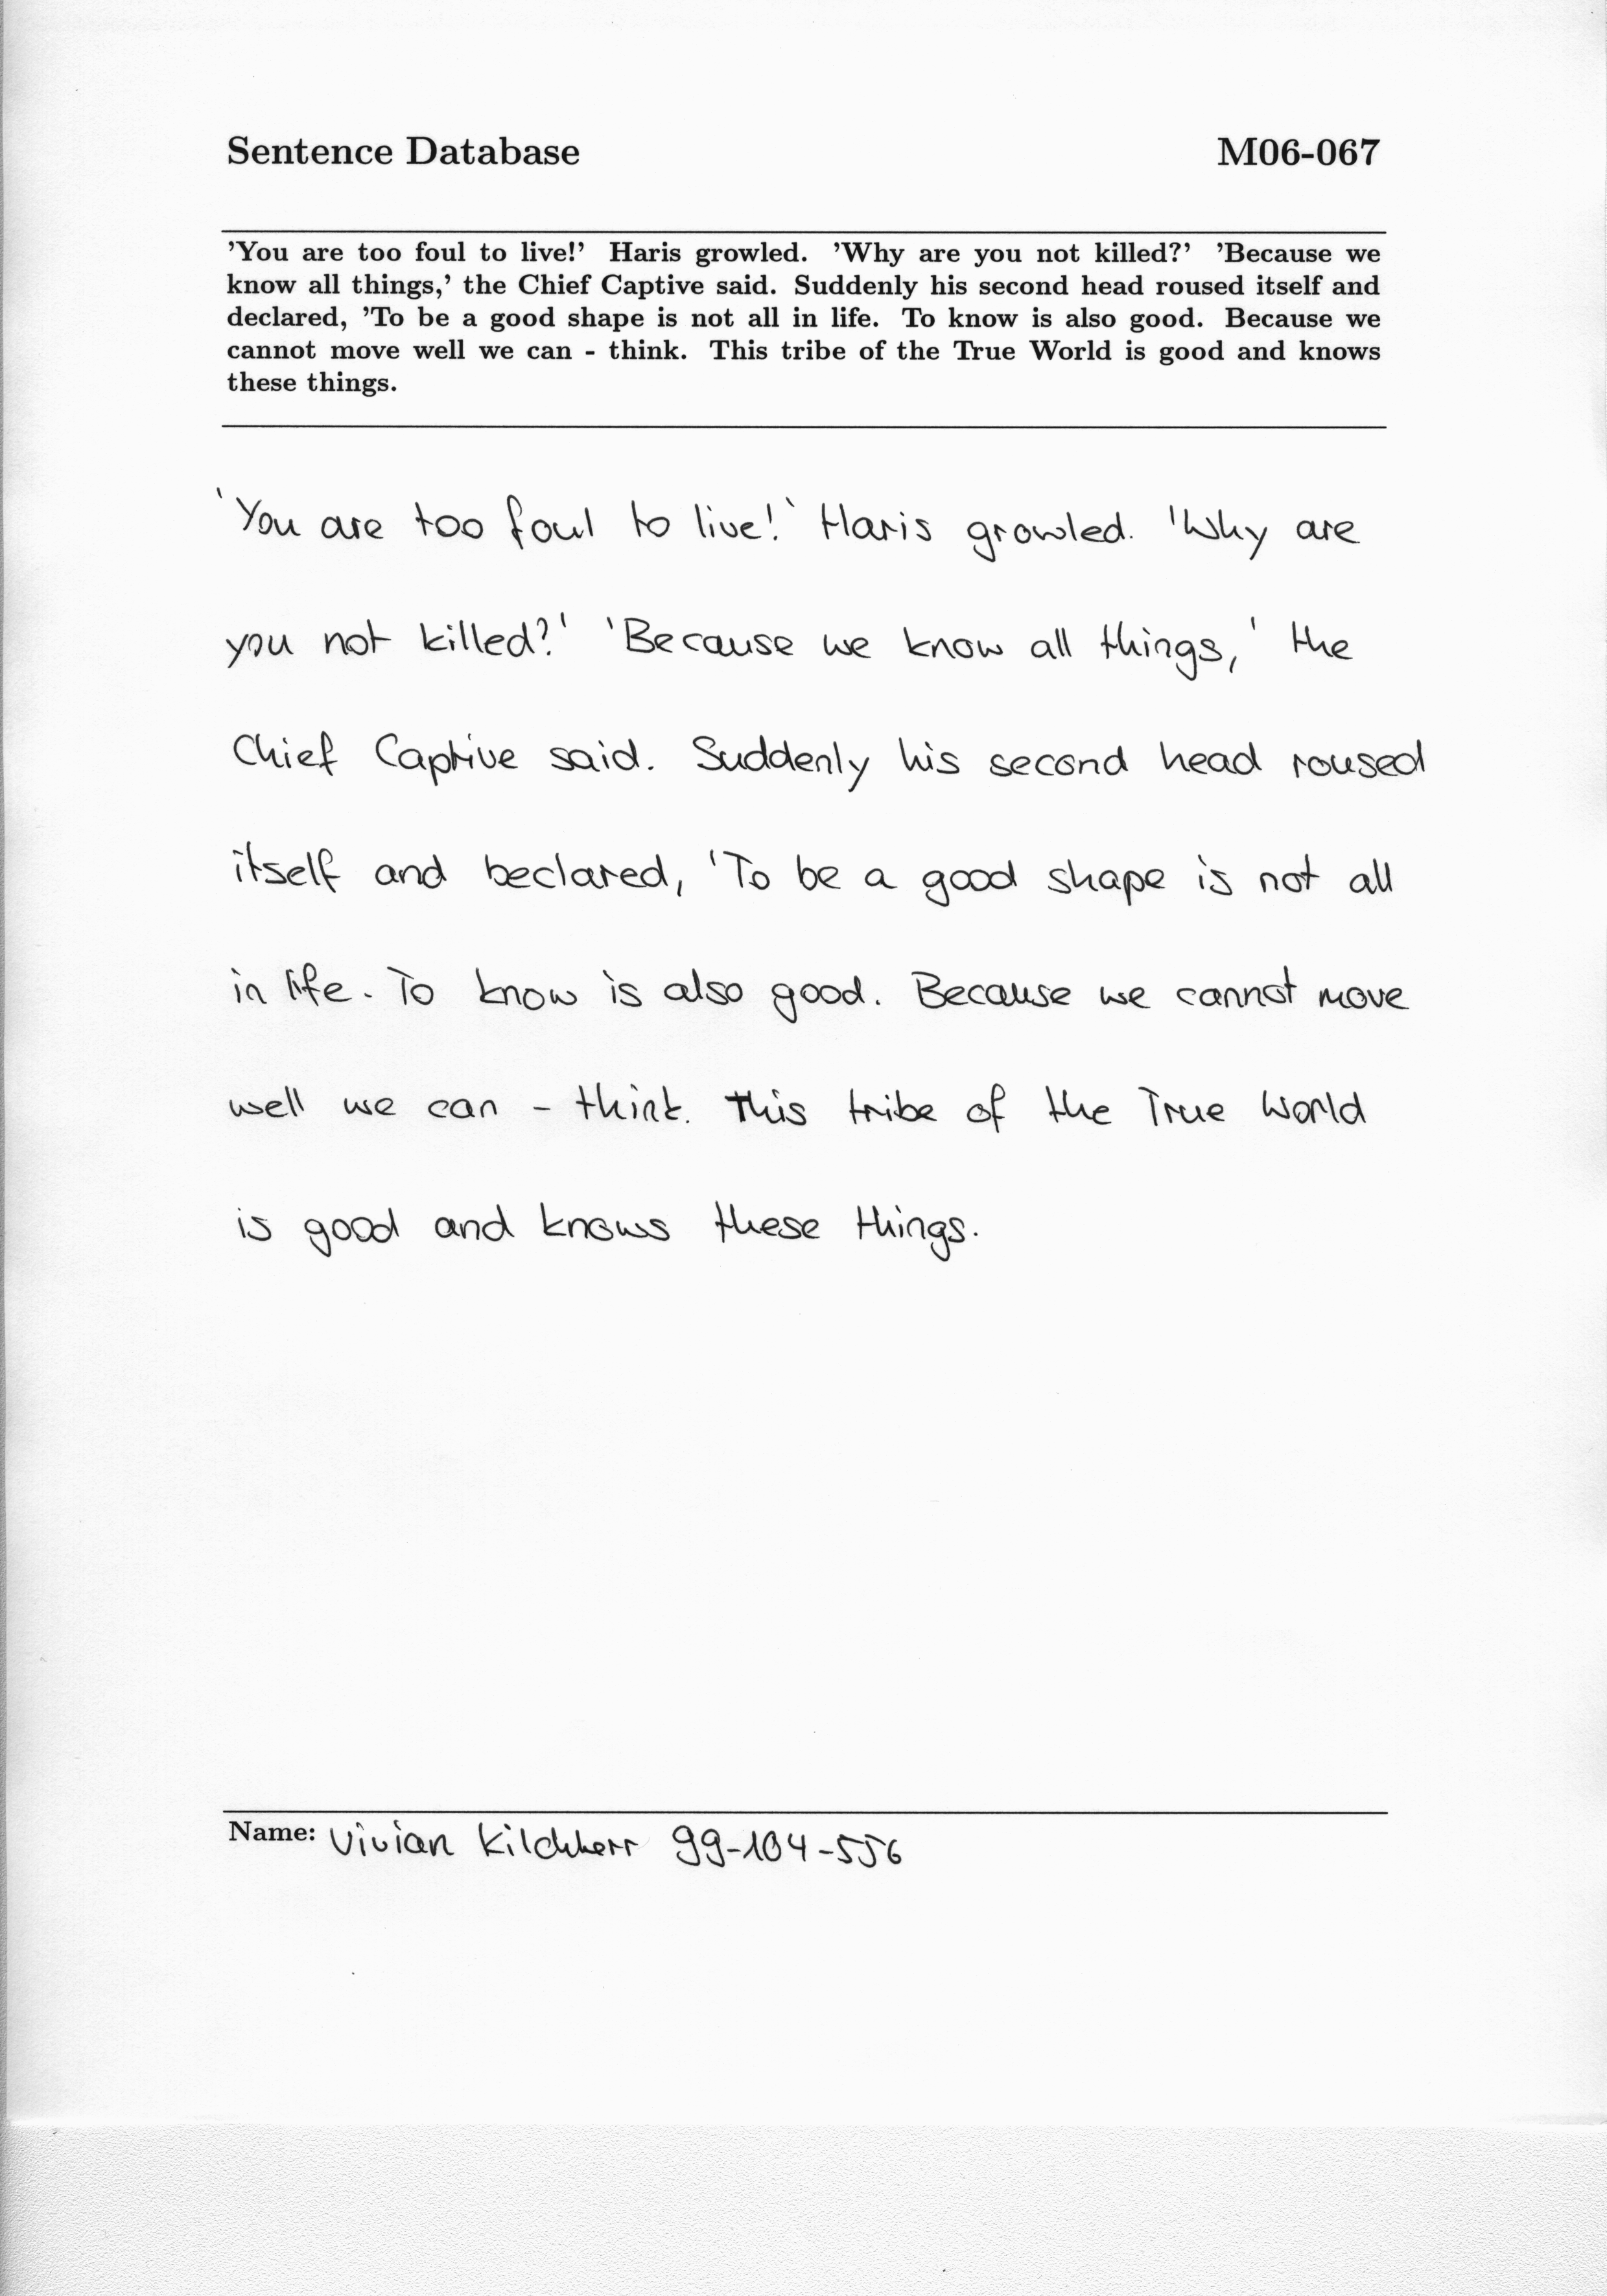 Sentence Database M06-067
’You are too foul to live!’ Haris growled. ’Why are you not killed?’ ’Because we
know all things,’ the Chief Captive said. Suddenly his second head roused itself and
declared, ’To be a good shape is not all in life. To know is also good. Because we
cannot move well we can - think. This tribe of the True World is good and knows
these things.
'You are too foul to live!` Haris growled. 'Why are
you not killed?' 'Because we know all things,' the
Chief Captive said. Suddenly his second head roused
itself and beclared, 'To be a good shape is not all
in life. To know is also good. Because we cannot move
well we can - think. This tribe of the True World
is good and knows these things.
Name: Vivian Kilchherr 99-104-556